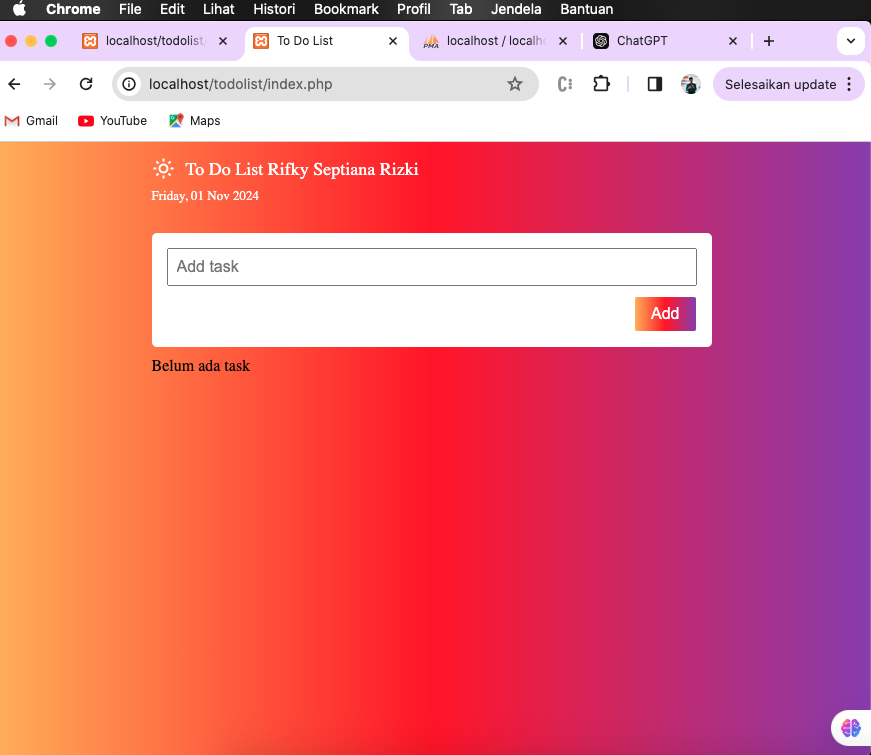 Chrome File Edit Lihat Histori Bookmark Profil Tab Jendela Bantuan
localhost/todolist/ To Do List PMA localhost / localh ChatGPT
localhost/todolist/index.php Selesaikan update
Gmail YouTube Maps
To Do List Rifky Septiana Rizki
Friday, 01 Nov 2024
Add task
Add
Belum ada task